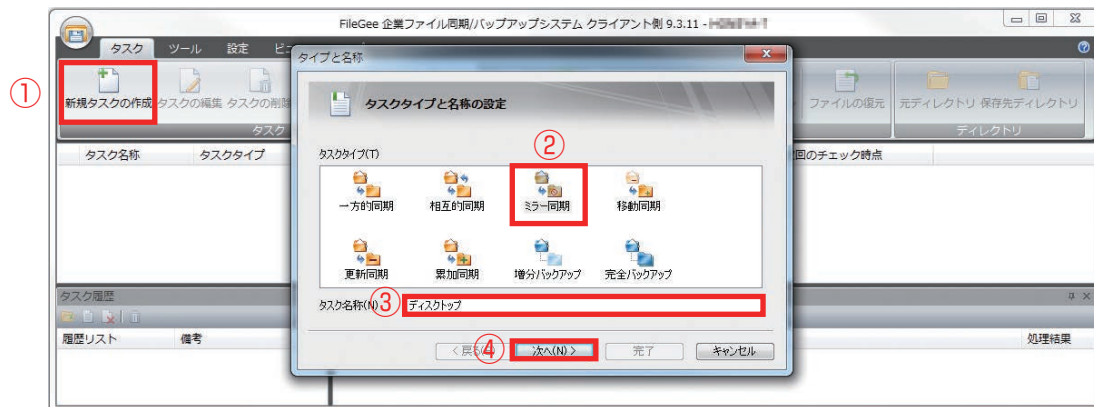 FileGee 企業ファイル同期/バップアップシステム クライアント側 9.3.11 -
タスク ツール 設定
①
新規タスクの作成 タスクの編集 タスクの削除
ファイルの復元 元ディレクトリ 保存先ディレクトリ
タスク
ディレクトリ
タスク名称 タスクタイプ
回のチェック時点
タイプと名称
タスクタイプと名称の設定
タスクタイプ(T)
②
一方的同期 相互的同期 ミラー同期 移動同期
更新同期 累加同期 増分バックアップ 完全バックアップ
タスク名称(N) ③ ディスクトップ
④
次へ(N) > 完了 キャンセル
タスク履歴
履歴リスト 備考 処理結果